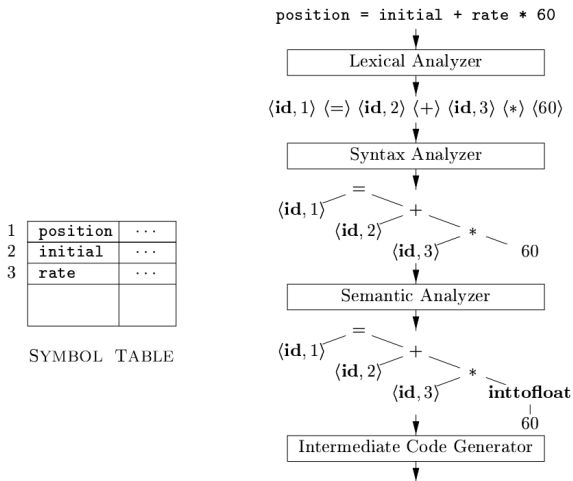 position = initial + rate * 60
Lexical Analyzer
⟨id, 1⟩ ⟨=⟩ ⟨id, 2⟩ ⟨+⟩ ⟨id, 3⟩ ⟨*⟩ ⟨60⟩
Syntax Analyzer
=
⟨id, 1⟩ +
⟨id, 2⟩ *
⟨id, 3⟩ 60
1 position ···
2 initial ···
3 rate ···
SYMBOL TABLE
Semantic Analyzer
=
⟨id, 1⟩ +
⟨id, 2⟩ *
⟨id, 3⟩ inttofloat
60
Intermediate Code Generator